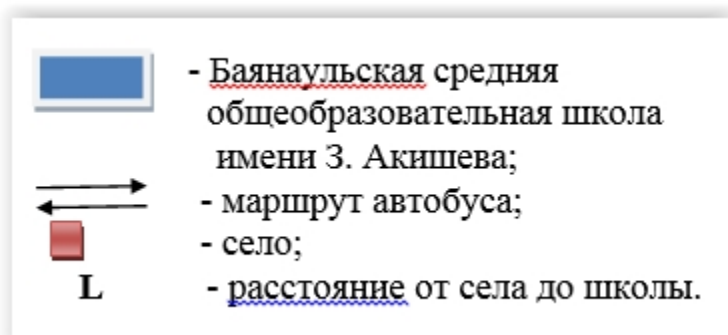 - Баянаульская средняя
общеобразовательная школа
имени З. Акишева;
- маршрут автобуса;
- село;
L - расстояние от села до школы.